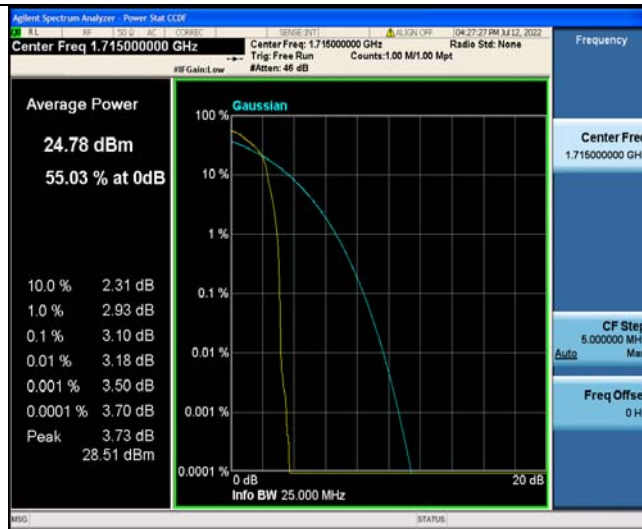 Agilent Spectrum Analyzer - Power Stat CCDF
RL RF 50 Ω AC CORREC SENSE:INT ALIGN OFF 04:27:27 PM Jul 12, 2022
Center Freq 1.715000000 GHz
Center Freq: 1.715000000 GHz Radio Std: None
Trig: Free Run Counts:1.00 M/1.00 Mpt
#IFGain:Low #Atten: 46 dB
Frequency
Average Power
24.78 dBm
55.03 % at 0dB
10.0 % 2.31 dB
1.0 % 2.93 dB
0.1 % 3.10 dB
0.01 % 3.18 dB
0.001 % 3.50 dB
0.0001 % 3.70 dB
Peak 3.73 dB
28.51 dBm
Gaussian
100 %
10 %
1 %
0.1 %
0.01 %
0.001 %
0.0001 %
0 dB 20 dB
Info BW 25.000 MHz
Center Fre
1.715000000 GH
CF Step
5.000000 MH
Auto Ma
Freq Offse
0 H
MSG STATUS